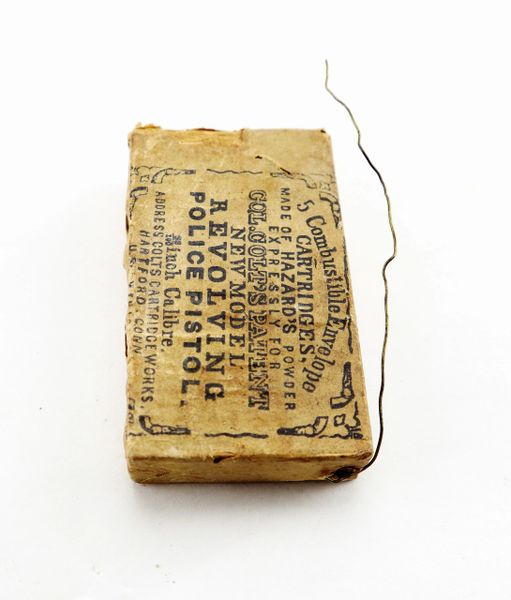 5 Combustible Envelope
CARTRIDGES,
MADE OF HAZARD'S POWDER
EXPRESSLY FOR
COL. COLT'S PATENT
NEW MODEL
REVOLVING
POLICE PISTOL.
inch Calibre.
ADDRESS COLTS CARTRIDGE WORKS,
HARTFORD, CONN